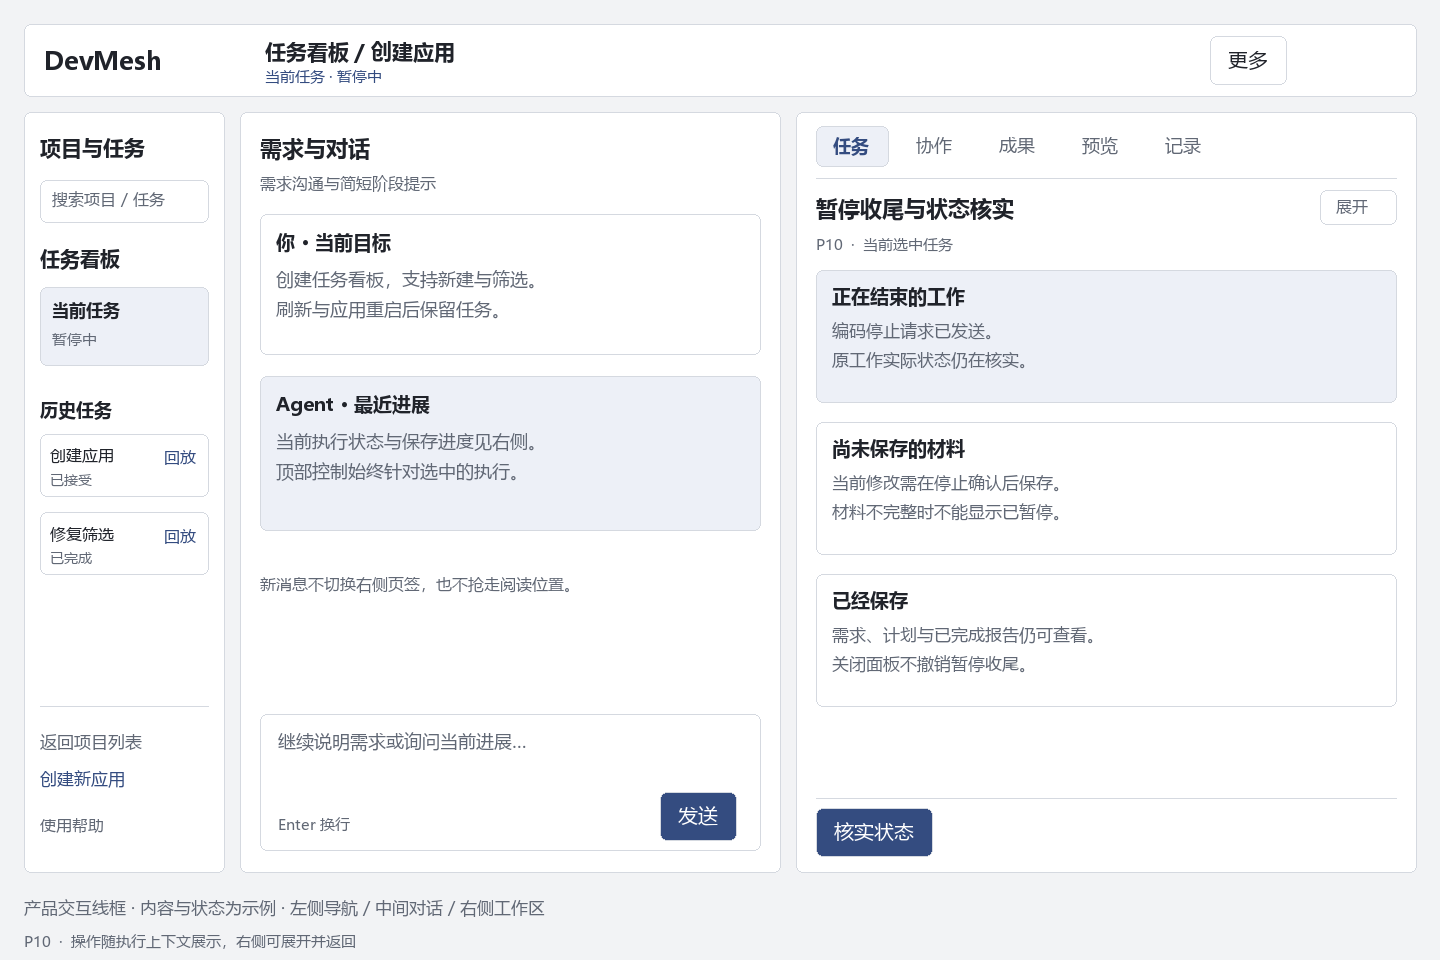 DevMesh
任务看板 / 创建应用
当前任务 · 暂停中
更多
项目与任务
搜索项目 / 任务
任务看板
当前任务
暂停中
历史任务
创建应用
回放
已接受
修复筛选
回放
已完成
返回项目列表
创建新应用
使用帮助
需求与对话
需求沟通与简短阶段提示
你 · 当前目标
创建任务看板，支持新建与筛选。
刷新与应用重启后保留任务。
Agent · 最近进展
当前执行状态与保存进度见右侧。
顶部控制始终针对选中的执行。
新消息不切换右侧页签，也不抢走阅读位置。
继续说明需求或询问当前进展...
Enter 换行
发送
任务
协作
成果
预览
记录
暂停收尾与状态核实
展开
P10 · 当前选中任务
正在结束的工作
编码停止请求已发送。
原工作实际状态仍在核实。
尚未保存的材料
当前修改需在停止确认后保存。
材料不完整时不能显示已暂停。
已经保存
需求、计划与已完成报告仍可查看。
关闭面板不撤销暂停收尾。
核实状态
产品交互线框 · 内容与状态为示例 · 左侧导航 / 中间对话 / 右侧工作区
P10 · 操作随执行上下文展示，右侧可展开并返回